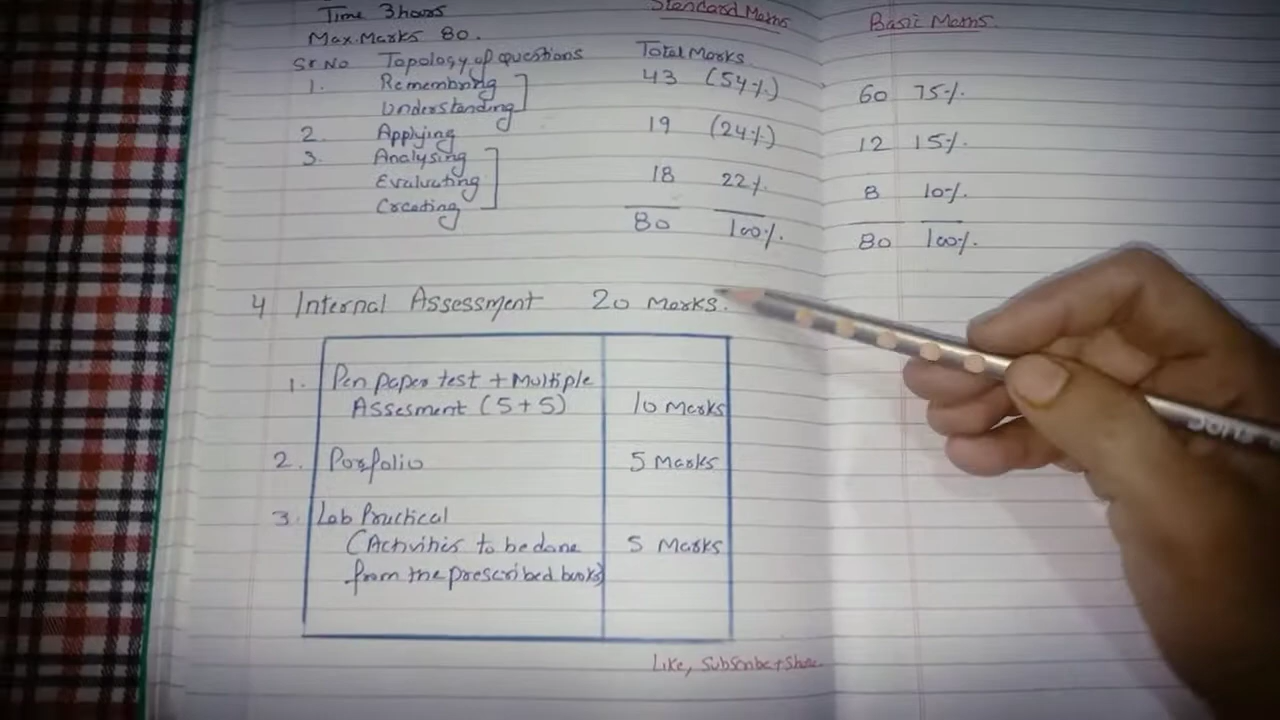 Time 3hours
Max.Marks 80.
Standard Maths
Basic Maths
Sr No Topology of questions Total Marks
1. Remembring 43 (54%) 60 75%
Understanding
2. Applying 19 (24%) 12 15%
3. Analysing
Evaluating 18 22% 8 10%
Creating
80 100% 80 100%
4 Internal Assessment 20 Marks.
1. Pen paper test + Multiple
Assesment (5+5) 10 Marks
2. Porfolio 5 Marks
3. Lab Practical
(Activities to be done 5 Marks
from the prescribed books)
Like, Subscribe + Share